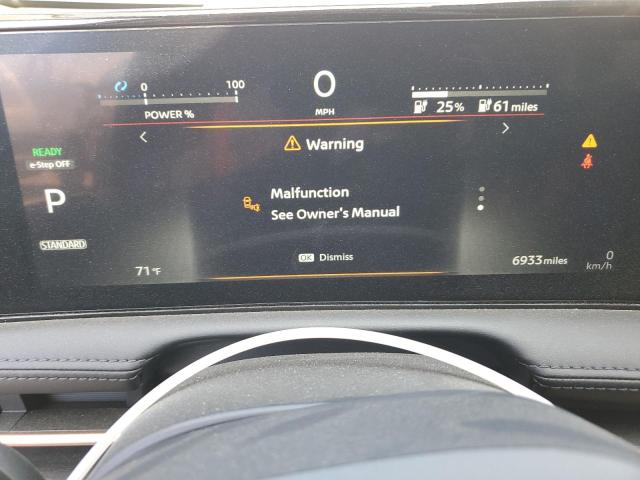 0 100
POWER %
0
MPH
25% 61 miles
Warning
READY
e-Step OFF
P
STANDARD
Malfunction
See Owner's Manual
OK Dismiss
71°F
6933 miles
0
km/h